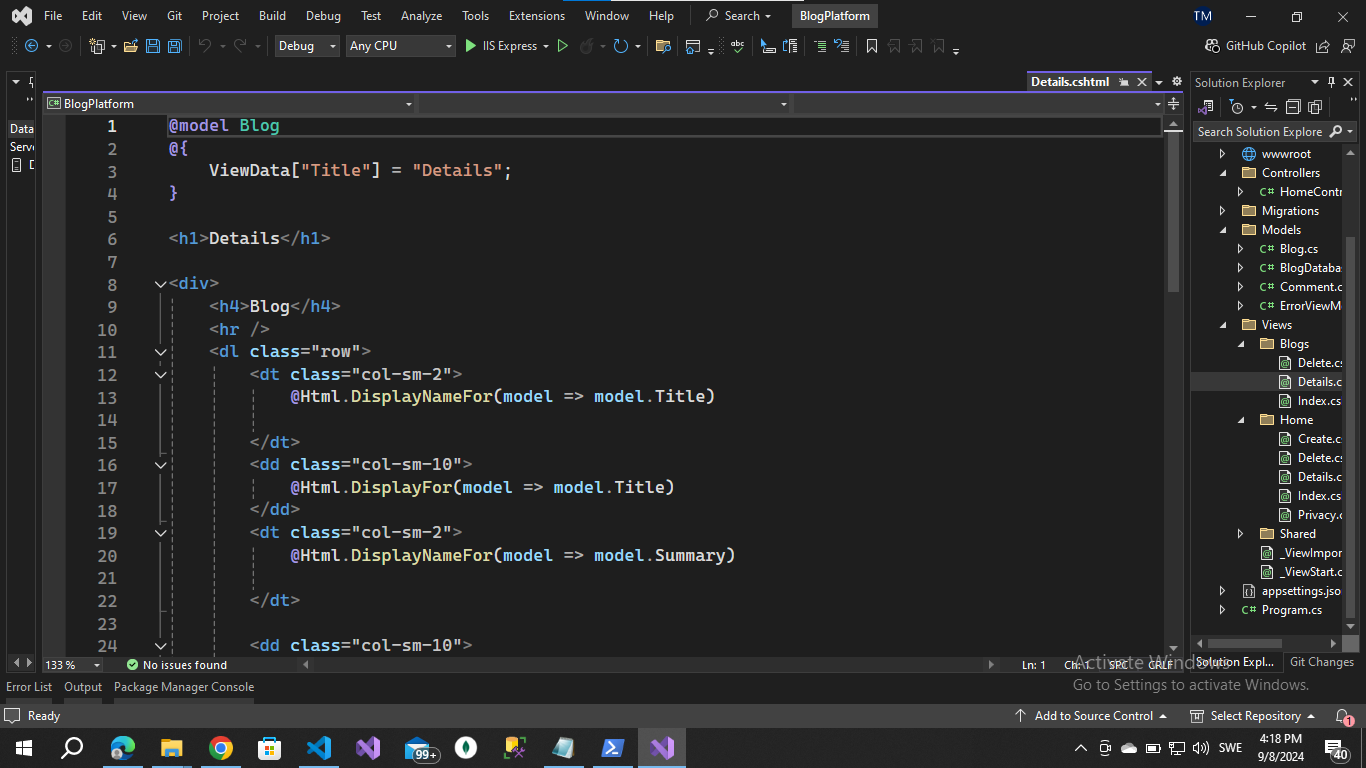 File Edit View Git Project Build Debug Test Analyze Tools Extensions Window Help Search BlogPlatform TM
Debug Any CPU IIS Express GitHub Copilot
Details.cshtml
Solution Explorer
BlogPlatform
Data
Serv
Search Solution Explore
1 @model Blog
2 @{
3 ViewData["Title"] = "Details";
4 }
5
6 <h1>Details</h1>
7
8 <div>
9 <h4>Blog</h4>
10 <hr />
11 <dl class="row">
12 <dt class="col-sm-2">
13 @Html.DisplayNameFor(model => model.Title)
14
15 </dt>
16 <dd class="col-sm-10">
17 @Html.DisplayFor(model => model.Title)
18 </dd>
19 <dt class="col-sm-2">
20 @Html.DisplayNameFor(model => model.Summary)
21
22 </dt>
23
24 <dd class="col-sm-10">
wwwroot
Controllers
C# HomeContr
Migrations
Models
C# Blog.cs
C# BlogDataba
C# Comment.c
C# ErrorViewM
Views
Blogs
Delete.cs
Details.c
Index.cs
Home
Create.c
Delete.cs
Details.c
Index.cs
Privacy.c
Shared
_ViewImpor
_ViewStart.c
appsettings.jso
C# Program.cs
133 % No issues found Ln: 1 Ch: 1 SPC CRLF
Solution Expl... Git Changes
Activate Windows
Go to Settings to activate Windows.
Error List Output Package Manager Console
Ready Add to Source Control Select Repository 1
99+ SWE 4:18 PM
9/8/2024
40